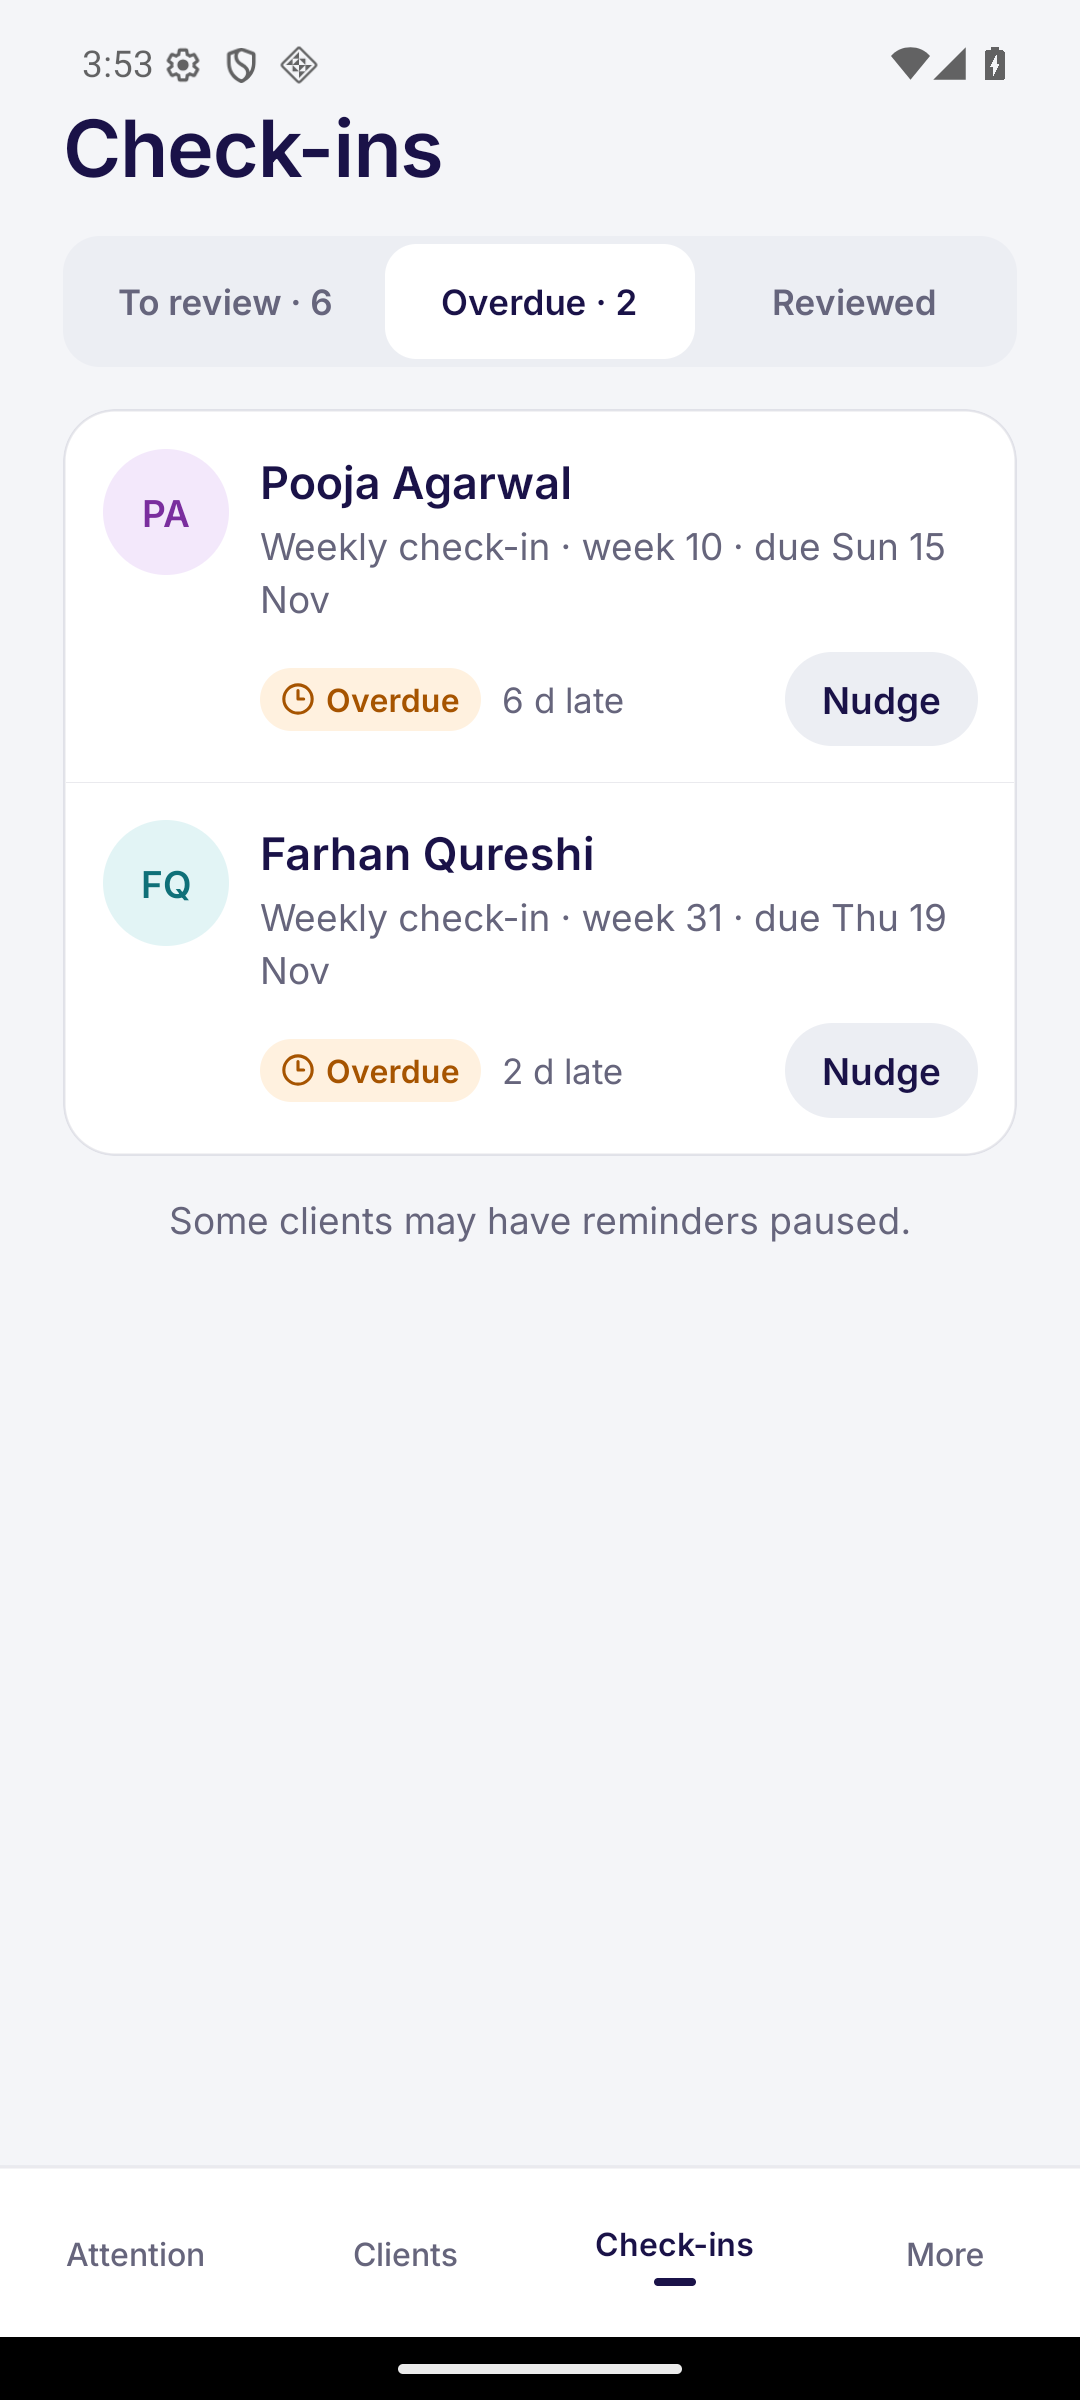 3:53
Check-ins
To review · 6
Overdue · 2
Reviewed
PA
Pooja Agarwal
Weekly check-in · week 10 · due Sun 15
Nov
Overdue
6 d late
Nudge
FQ
Farhan Qureshi
Weekly check-in · week 31 · due Thu 19
Nov
Overdue
2 d late
Nudge
Some clients may have reminders paused.
Attention
Clients
Check-ins
More